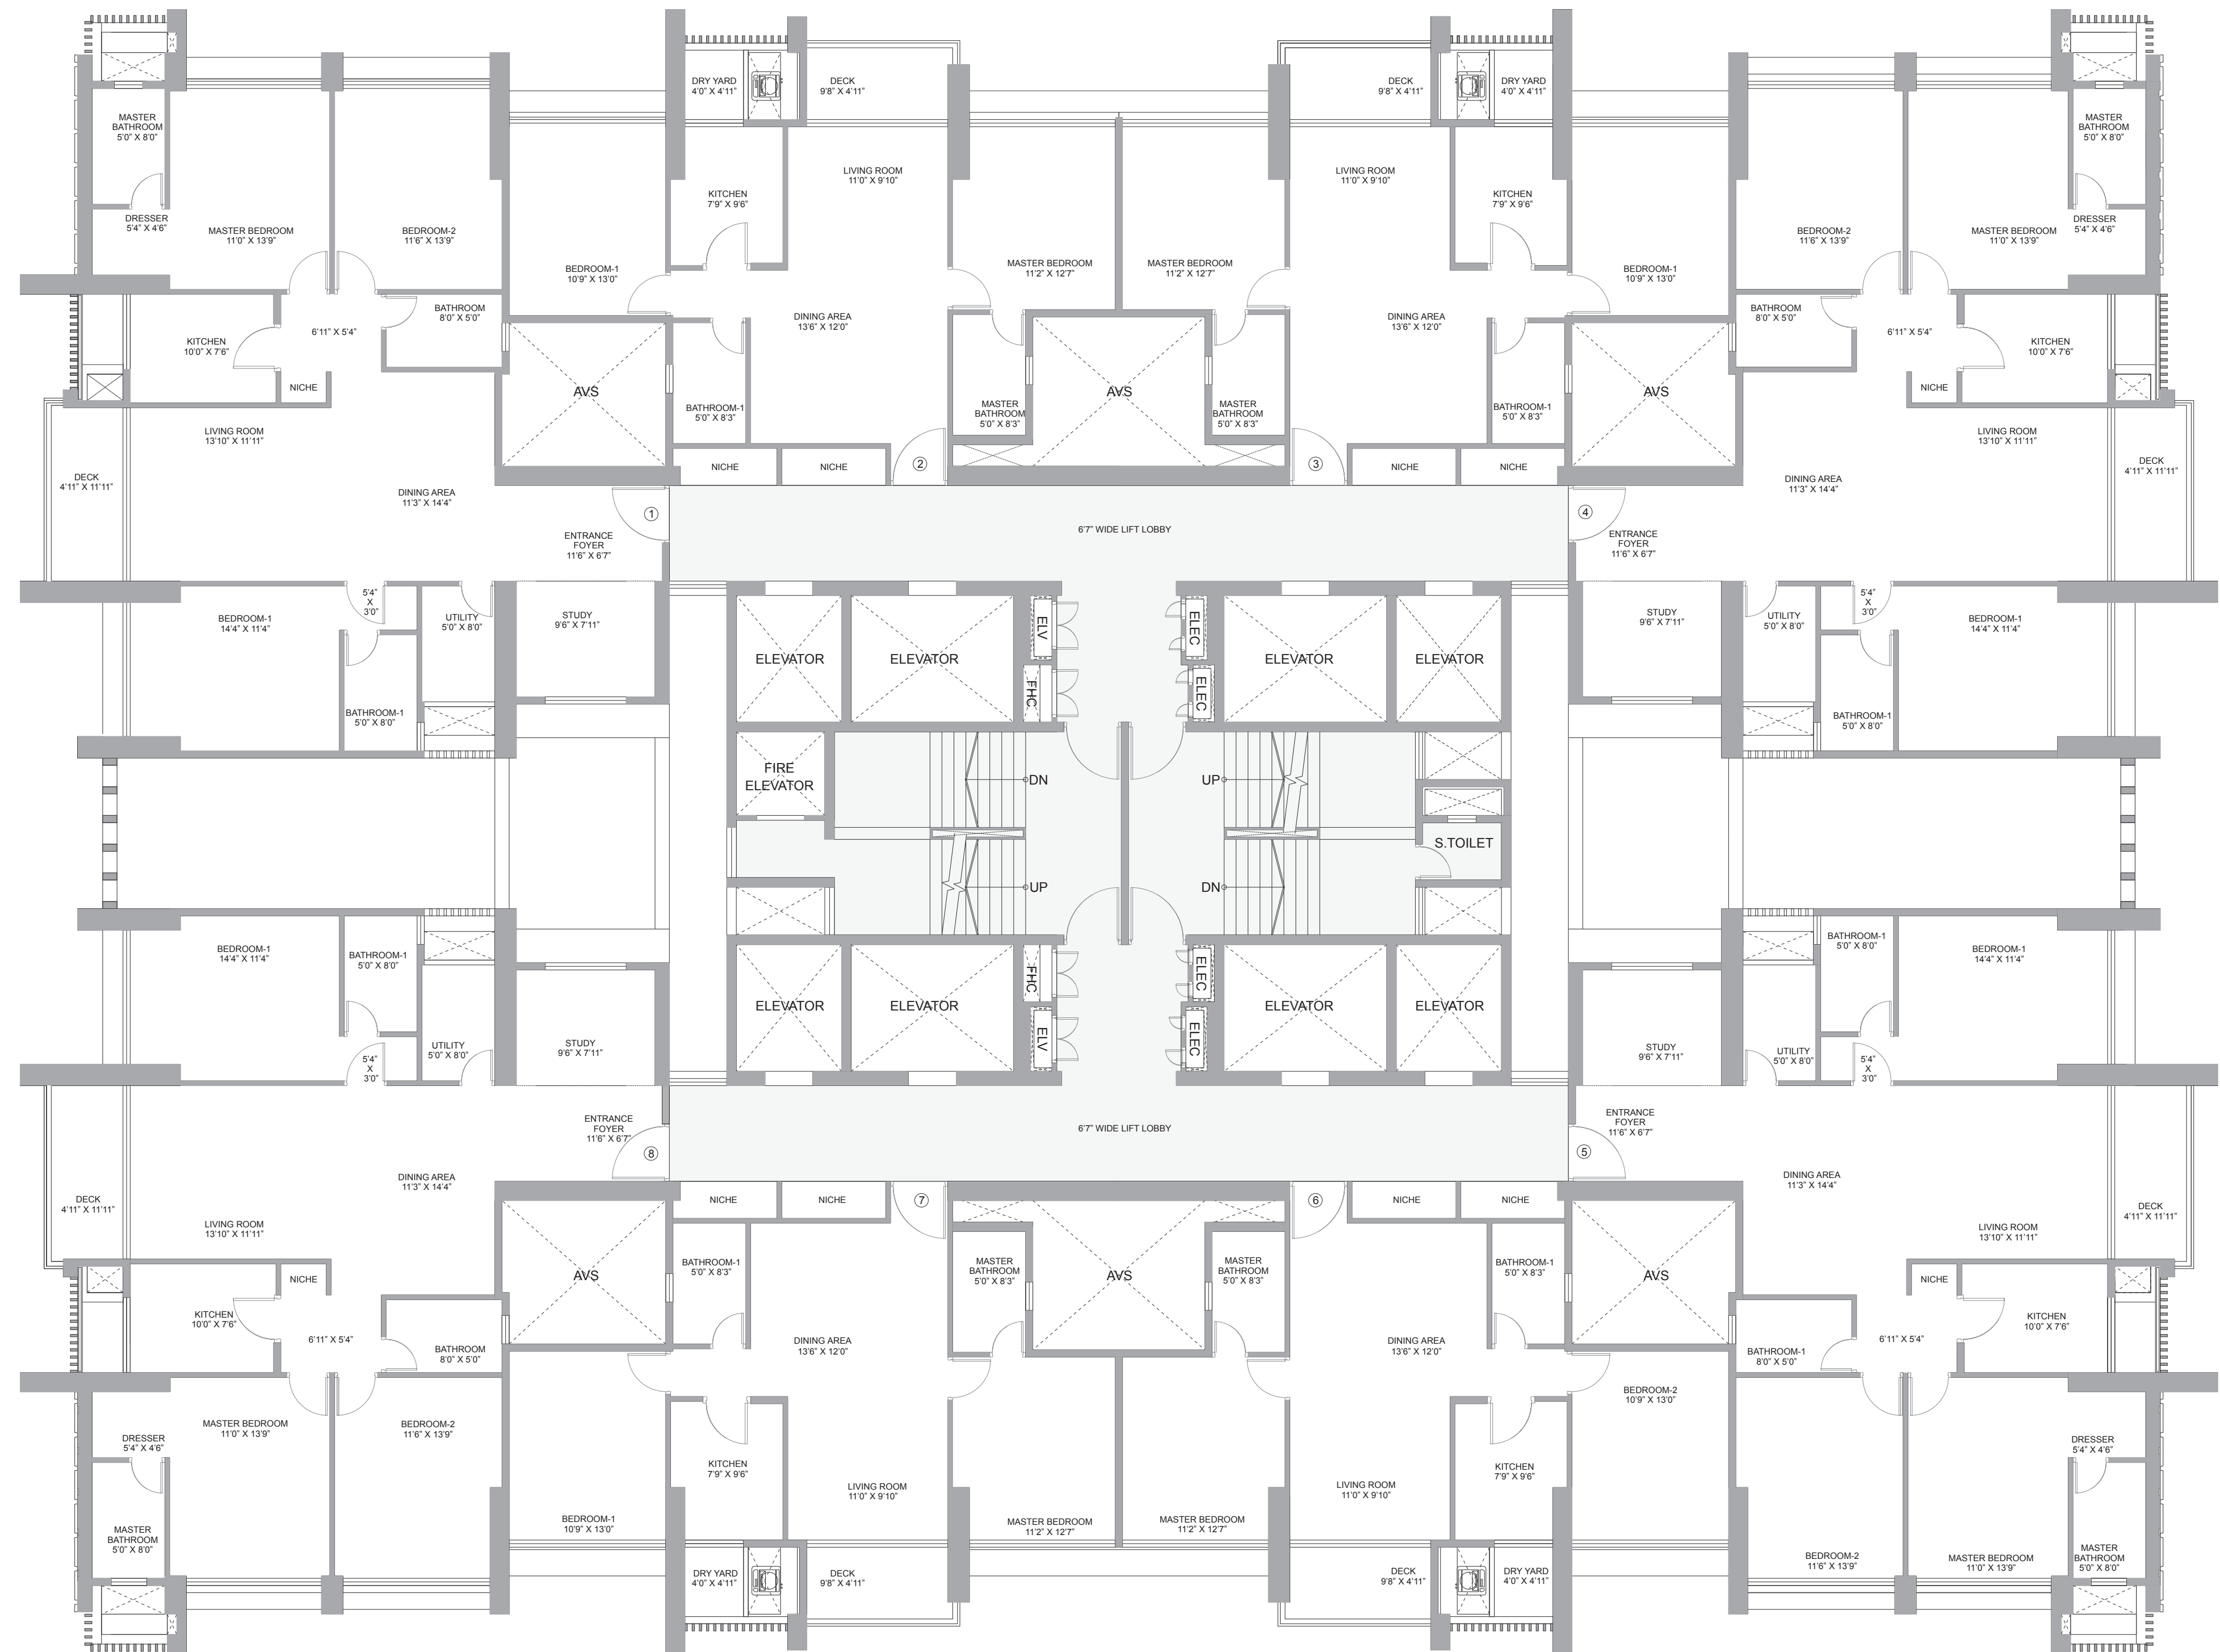 DRY YARD
4'0” X 4'11”
DECK
9'8” X 4'11”
DECK
9'8” X 4'11”
DRY YARD
4'0” X 4'11”
MASTER
BATHROOM
5'0” X 8'0”
MASTER
BATHROOM
5'0” X 8'0”
LIVING ROOM
11'0” X 9'10”
LIVING ROOM
11'0” X 9'10”
KITCHEN
7'9” X 9'6”
KITCHEN
7'9” X 9'6”
DRESSER
5'4” X 4'6”
MASTER BEDROOM
11'0” X 13'9”
BEDROOM-2
11'6” X 13'9”
BEDROOM-2
11'6” X 13'9”
MASTER BEDROOM
11'0” X 13'9”
DRESSER
5'4” X 4'6”
BEDROOM-1
10'9” X 13'0”
MASTER BEDROOM
11'2” X 12'7”
MASTER BEDROOM
11'2” X 12'7”
BEDROOM-1
10'9” X 13'0”
KITCHEN
10'0” X 7'6”
6'11” X 5'4”
BATHROOM
8'0” X 5'0”
DINING AREA
13'6” X 12'0”
DINING AREA
13'6” X 12'0”
BATHROOM
8'0” X 5'0”
6'11” X 5'4”
KITCHEN
10'0” X 7'6”
NICHE
AVS
BATHROOM-1
5'0” X 8'3”
MASTER
BATHROOM
5'0” X 8'3”
AVS
MASTER
BATHROOM
5'0” X 8'3”
BATHROOM-1
5'0” X 8'3”
AVS
NICHE
LIVING ROOM
13'10” X 11'11”
LIVING ROOM
13'10” X 11'11”
DECK
4'11” X 11'11”
DINING AREA
11'3” X 14'4”
NICHE
NICHE
2
3
NICHE
NICHE
DINING AREA
11'3” X 14'4”
DECK
4'11” X 11'11”
1
4
ENTRANCE
FOYER
11'6” X 6'7”
6'7” WIDE LIFT LOBBY
ENTRANCE
FOYER
11'6” X 6'7”
BEDROOM-1
14'4” X 11'4”
5'4”
X
3'0”
UTILITY
5'0” X 8'0”
STUDY
9'6” X 7'11”
ELV
ELEC
STUDY
9'6” X 7'11”
UTILITY
5'0” X 8'0”
5'4”
X
3'0”
BEDROOM-1
14'4” X 11'4”
ELEVATOR
ELEVATOR
ELEVATOR
ELEVATOR
FHC
ELEC
BATHROOM-1
5'0” X 8'0”
BATHROOM-1
5'0” X 8'0”
FIRE
ELEVATOR
DN
UP
S.TOILET
UP
DN
BEDROOM-1
14'4” X 11'4”
BATHROOM-1
5'0” X 8'0”
BATHROOM-1
5'0” X 8'0”
BEDROOM-1
14'4” X 11'4”
FHC
ELEC
ELEVATOR
ELEVATOR
ELEVATOR
ELEVATOR
5'4”
X
3'0”
UTILITY
5'0” X 8'0”
STUDY
9'6” X 7'11”
ELV
ELEC
STUDY
9'6” X 7'11”
UTILITY
5'0” X 8'0”
5'4”
X
3'0”
ENTRANCE
FOYER
11'6” X 6'7”
6'7” WIDE LIFT LOBBY
ENTRANCE
FOYER
11'6” X 6'7”
8
5
DECK
4'11” X 11'11”
DINING AREA
11'3” X 14'4”
NICHE
NICHE
7
6
NICHE
NICHE
DINING AREA
11'3” X 14'4”
DECK
4'11” X 11'11”
LIVING ROOM
13'10” X 11'11”
LIVING ROOM
13'10” X 11'11”
NICHE
AVS
BATHROOM-1
5'0” X 8'3”
MASTER
BATHROOM
5'0” X 8'3”
AVS
MASTER
BATHROOM
5'0” X 8'3”
BATHROOM-1
5'0” X 8'3”
AVS
NICHE
KITCHEN
10'0” X 7'6”
6'11” X 5'4”
BATHROOM
8'0” X 5'0”
DINING AREA
13'6” X 12'0”
DINING AREA
13'6” X 12'0”
BATHROOM-1
8'0” X 5'0”
6'11” X 5'4”
KITCHEN
10'0” X 7'6”
BEDROOM-2
10'9” X 13'0”
DRESSER
5'4” X 4'6”
MASTER BEDROOM
11'0” X 13'9”
BEDROOM-2
11'6” X 13'9”
DRESSER
5'4” X 4'6”
KITCHEN
7'9” X 9'6”
LIVING ROOM
11'0” X 9'10”
LIVING ROOM
11'0” X 9'10”
KITCHEN
7'9” X 9'6”
MASTER
BATHROOM
5'0” X 8'0”
BEDROOM-1
10'9” X 13'0”
MASTER BEDROOM
11'2” X 12'7”
MASTER BEDROOM
11'2” X 12'7”
BEDROOM-2
11'6” X 13'9”
MASTER BEDROOM
11'0” X 13'9”
MASTER
BATHROOM
5'0” X 8'0”
DRY YARD
4'0” X 4'11”
DECK
9'8” X 4'11”
DECK
9'8” X 4'11”
DRY YARD
4'0” X 4'11”